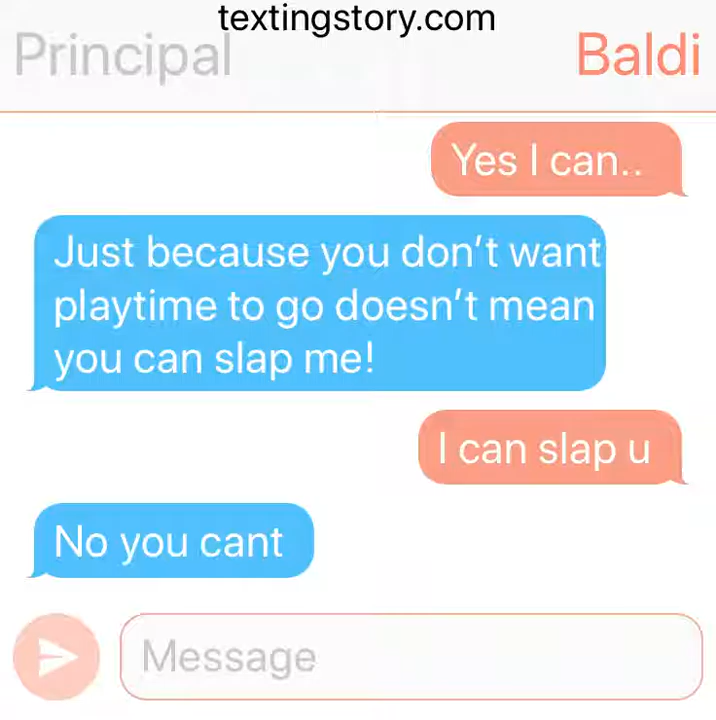 textingstory.com
Principal
Baldi
Yes I can..
Just because you don't want
playtime to go doesn't mean
you can slap me!
I can slap u
No you cant
Message